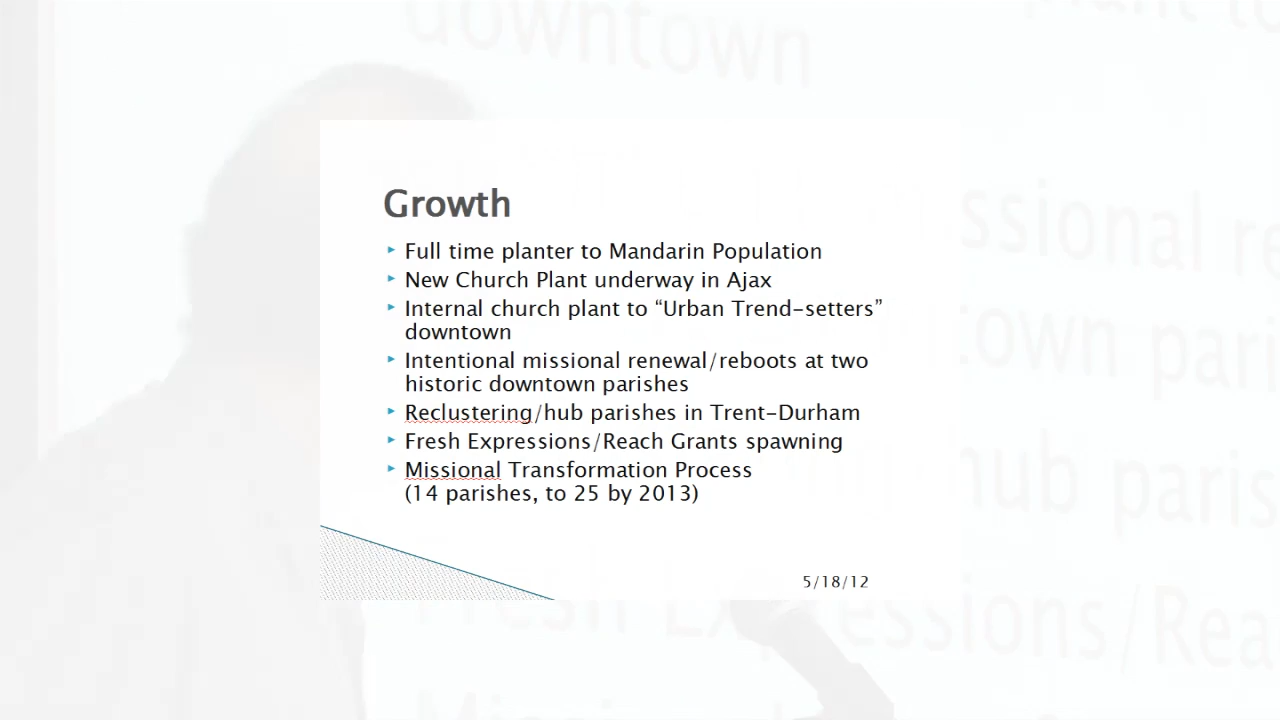 downtown
Growth
Full time planter to Mandarin Population
New Church Plant underway in Ajax
Internal church plant to “Urban Trend-setters”
downtown
Intentional missional renewal/reboots at two
historic downtown parishes
Reclustering/hub parishes in Trent-Durham
Fresh Expressions/Reach Grants spawning
Missional Transformation Process
(14 parishes, to 25 by 2013)
5/18/12